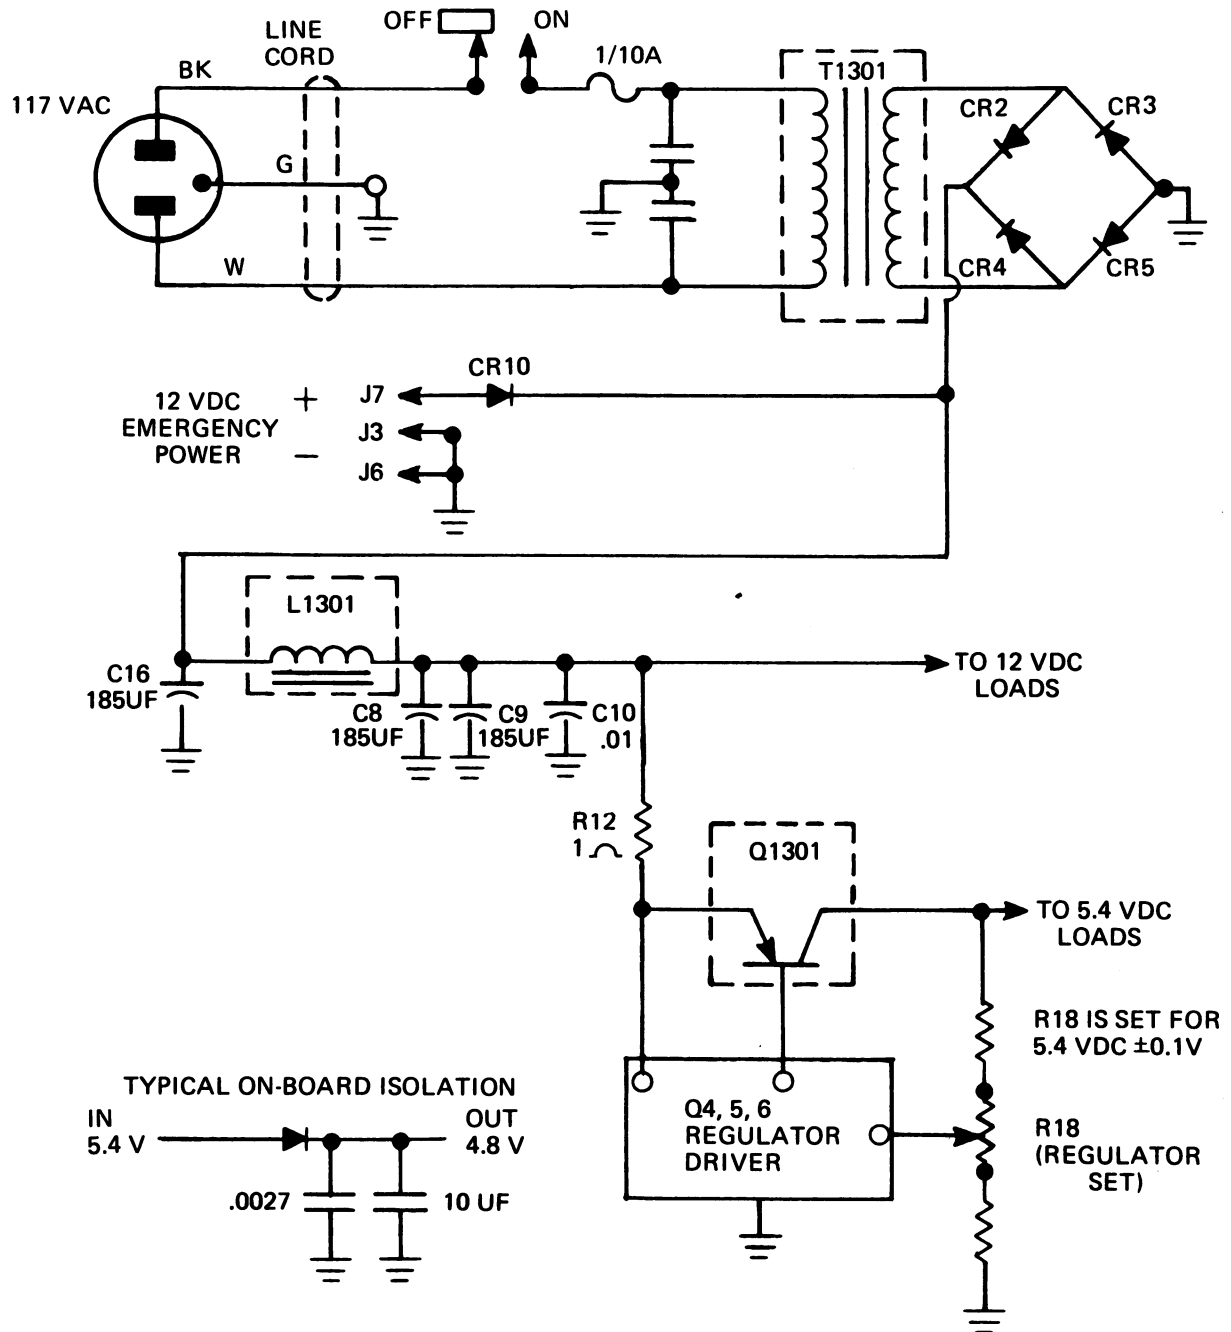 OFF
ON
LINE
CORD
1/10A
BK
T1301
117 VAC
CR2
CR3
G
W
CR4
CR5
CR10
12 VDC
EMERGENCY
POWER
+
−
J7
J3
J6
L1301
C16
185UF
C8
185UF
C9
185UF
C10
.01
TO 12 VDC
LOADS
R12
1
Q1301
TO 5.4 VDC
LOADS
R18 IS SET FOR
5.4 VDC ±0.1V
TYPICAL ON-BOARD ISOLATION
IN
5.4 V
OUT
4.8 V
.0027
10 UF
Q4, 5, 6
REGULATOR
DRIVER
R18
(REGULATOR
SET)